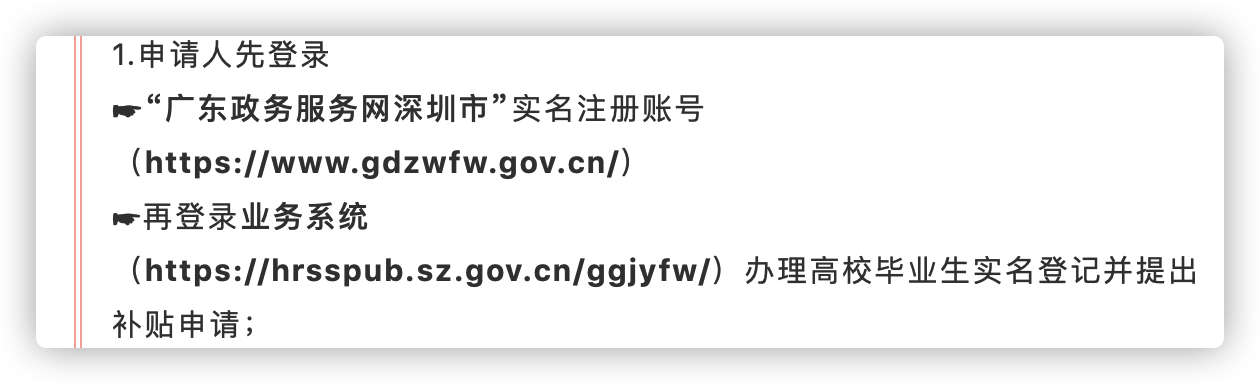 1.申请人先登录
☛“广东政务服务网深圳市”实名注册账号
（https://www.gdzwfw.gov.cn/）
☛再登录业务系统
（https://hrsspub.sz.gov.cn/ggjyfw/）办理高校毕业生实名登记并提出
补贴申请；